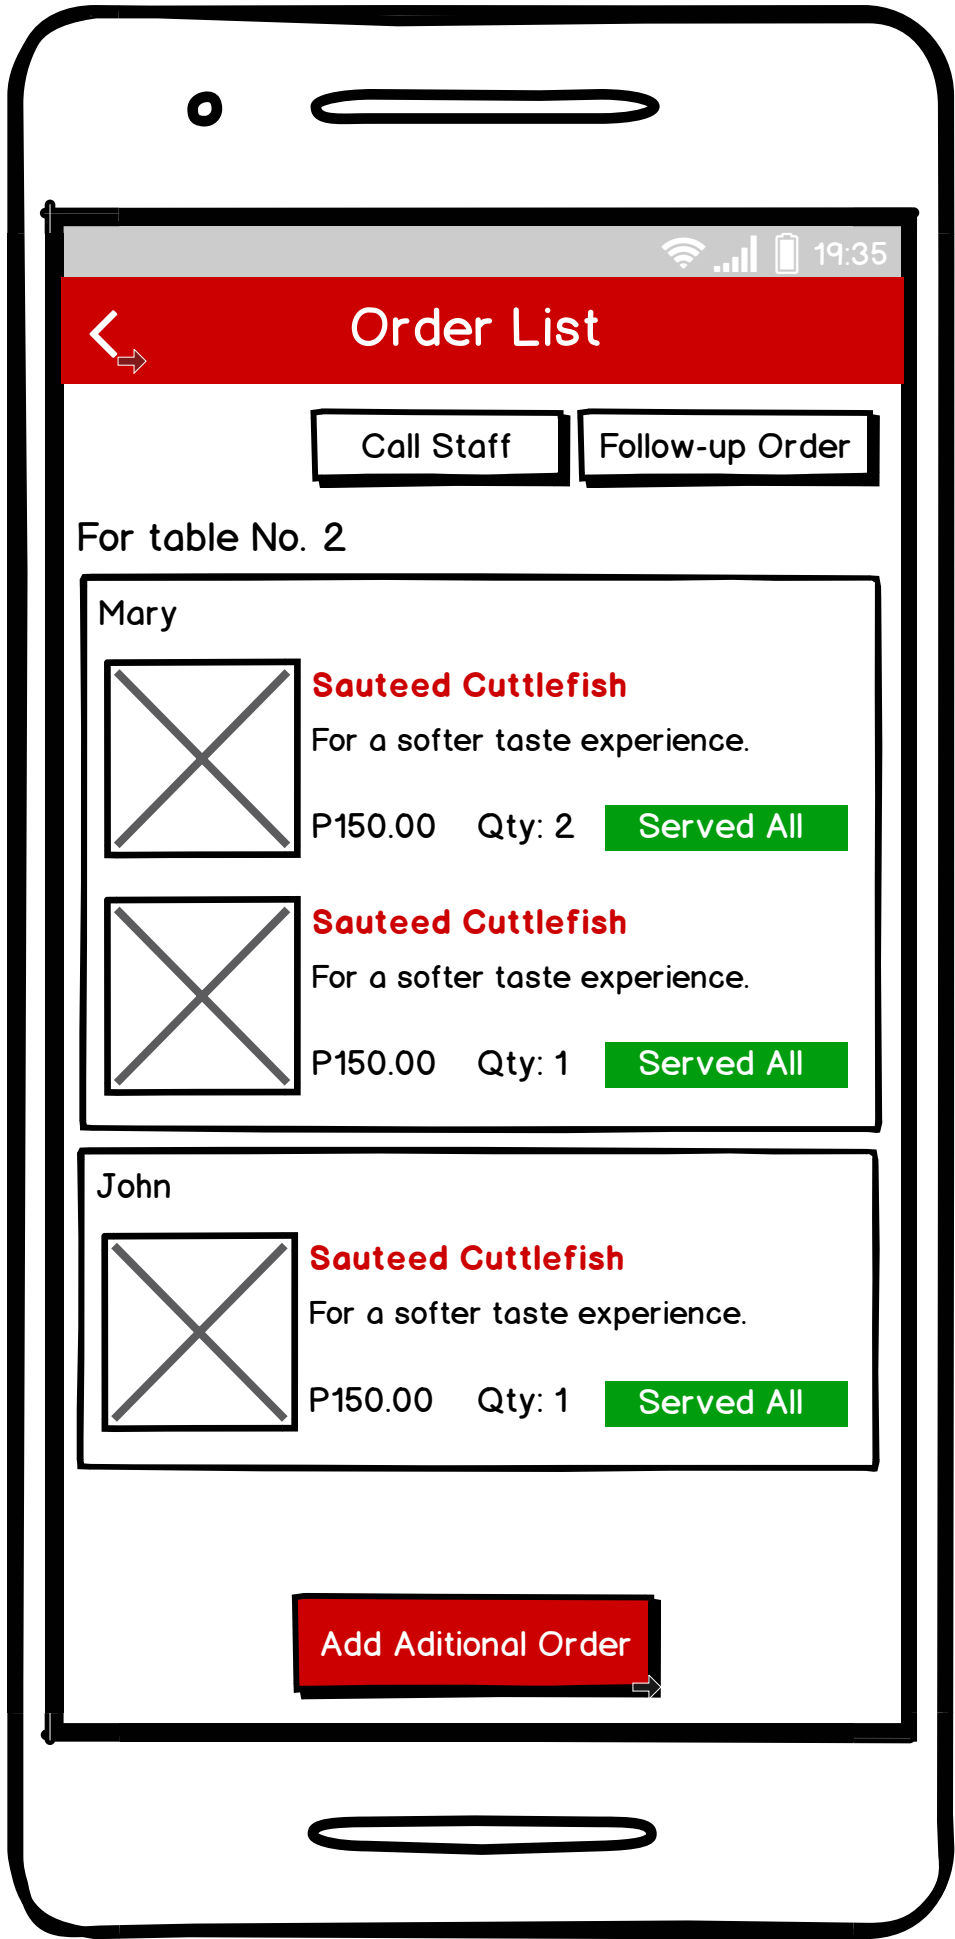 19:35
Order List
Call Staff
Follow-up Order
For table No. 2
Mary
Sauteed Cuttlefish
For a softer taste experience.
P150.00 Qty: 2 Served All
Sauteed Cuttlefish
For a softer taste experience.
P150.00 Qty: 1 Served All
John
Sauteed Cuttlefish
For a softer taste experience.
P150.00 Qty: 1 Served All
Add Aditional Order